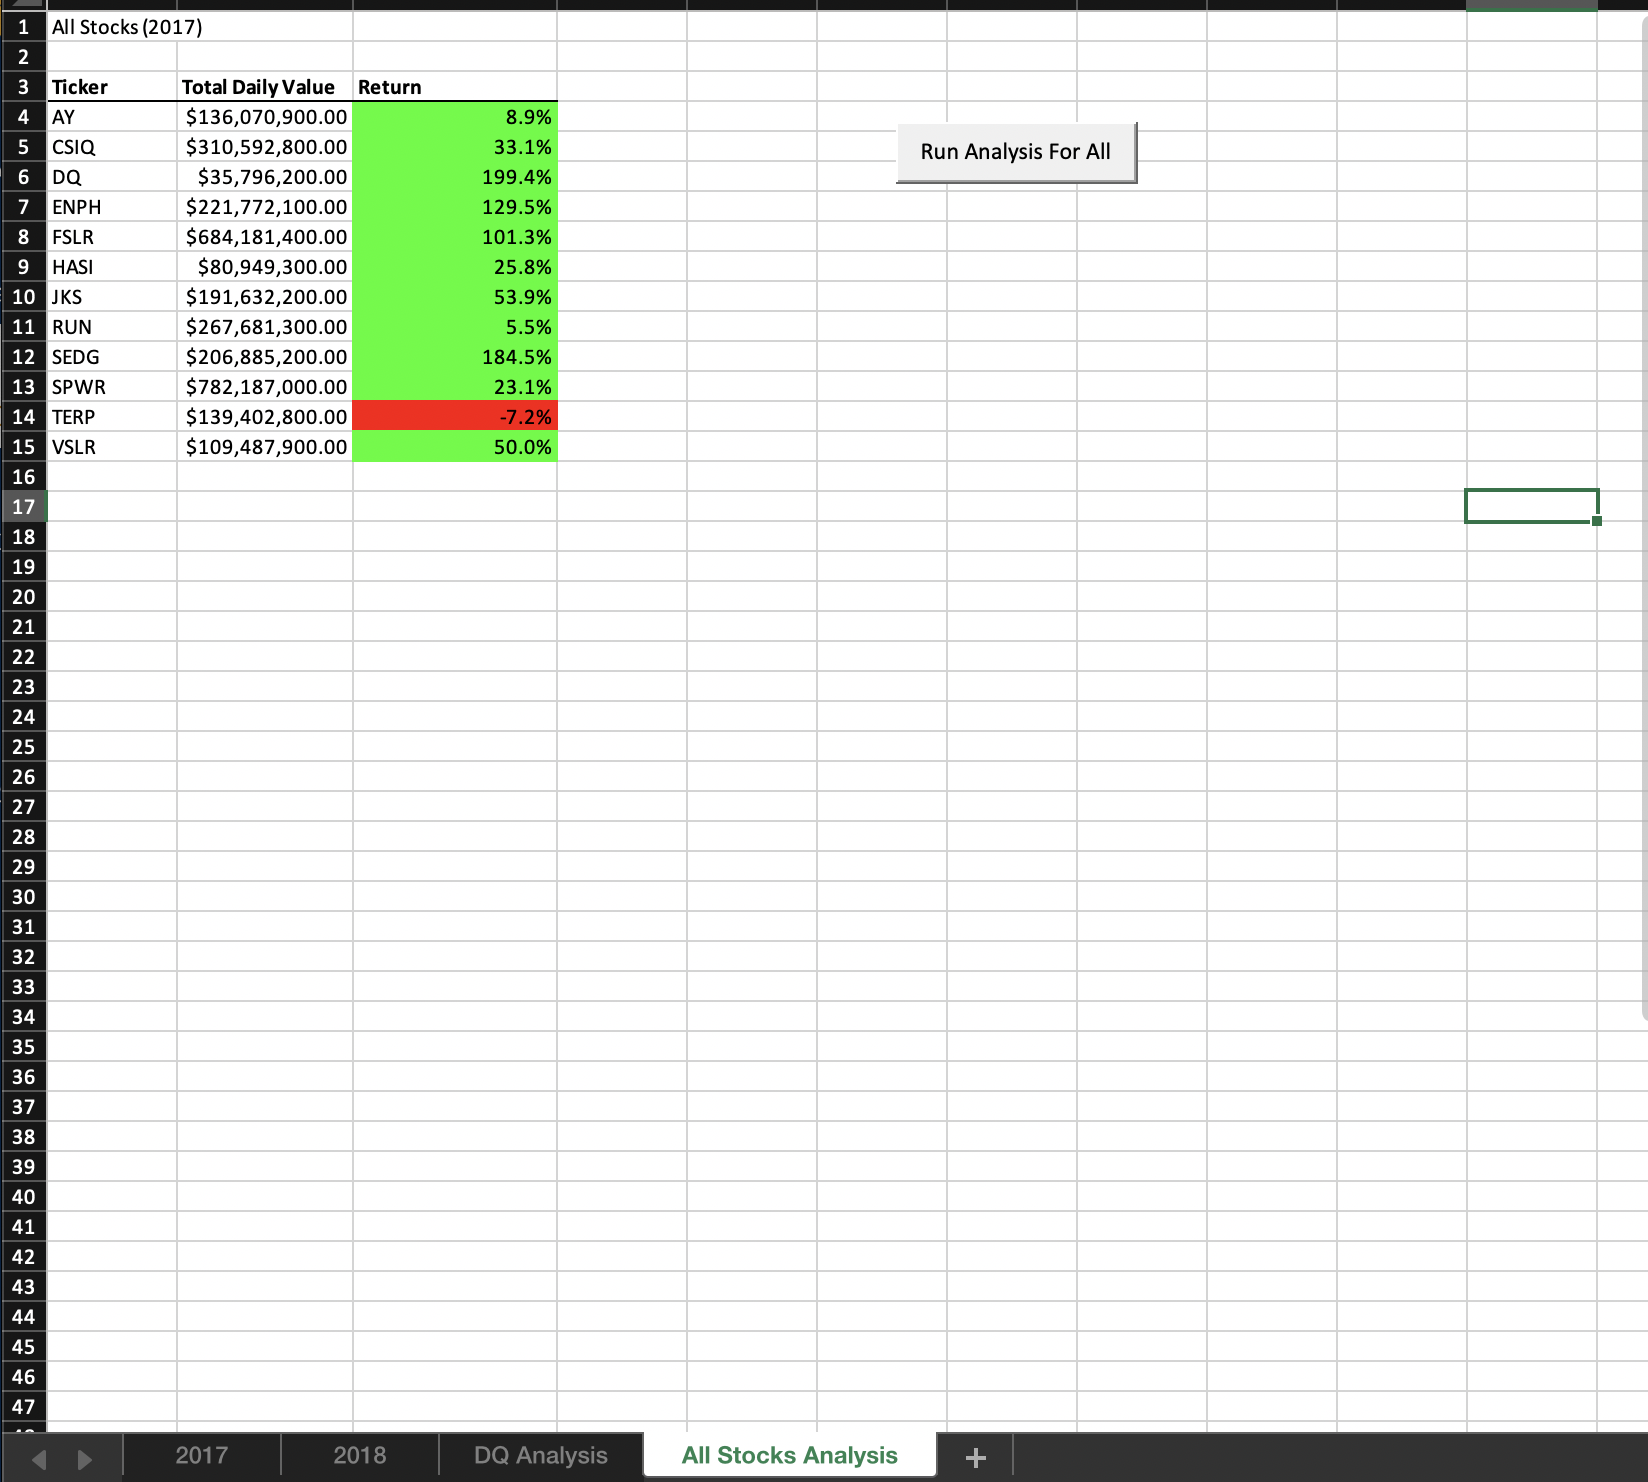 1 All Stocks (2017)
2
3 Ticker Total Daily Value Return
4 AY $136,070,900.00 8.9%
5 CSIQ $310,592,800.00 33.1%
Run Analysis For All
6 DQ $35,796,200.00 199.4%
7 ENPH $221,772,100.00 129.5%
8 FSLR $684,181,400.00 101.3%
9 HASI $80,949,300.00 25.8%
10 JKS $191,632,200.00 53.9%
11 RUN $267,681,300.00 5.5%
12 SEDG $206,885,200.00 184.5%
13 SPWR $782,187,000.00 23.1%
14 TERP $139,402,800.00 -7.2%
15 VSLR $109,487,900.00 50.0%
16
17
18
19
20
21
22
23
24
25
26
27
28
29
30
31
32
33
34
35
36
37
38
39
40
41
42
43
44
45
46
47
2017 2018 DQ Analysis All Stocks Analysis +